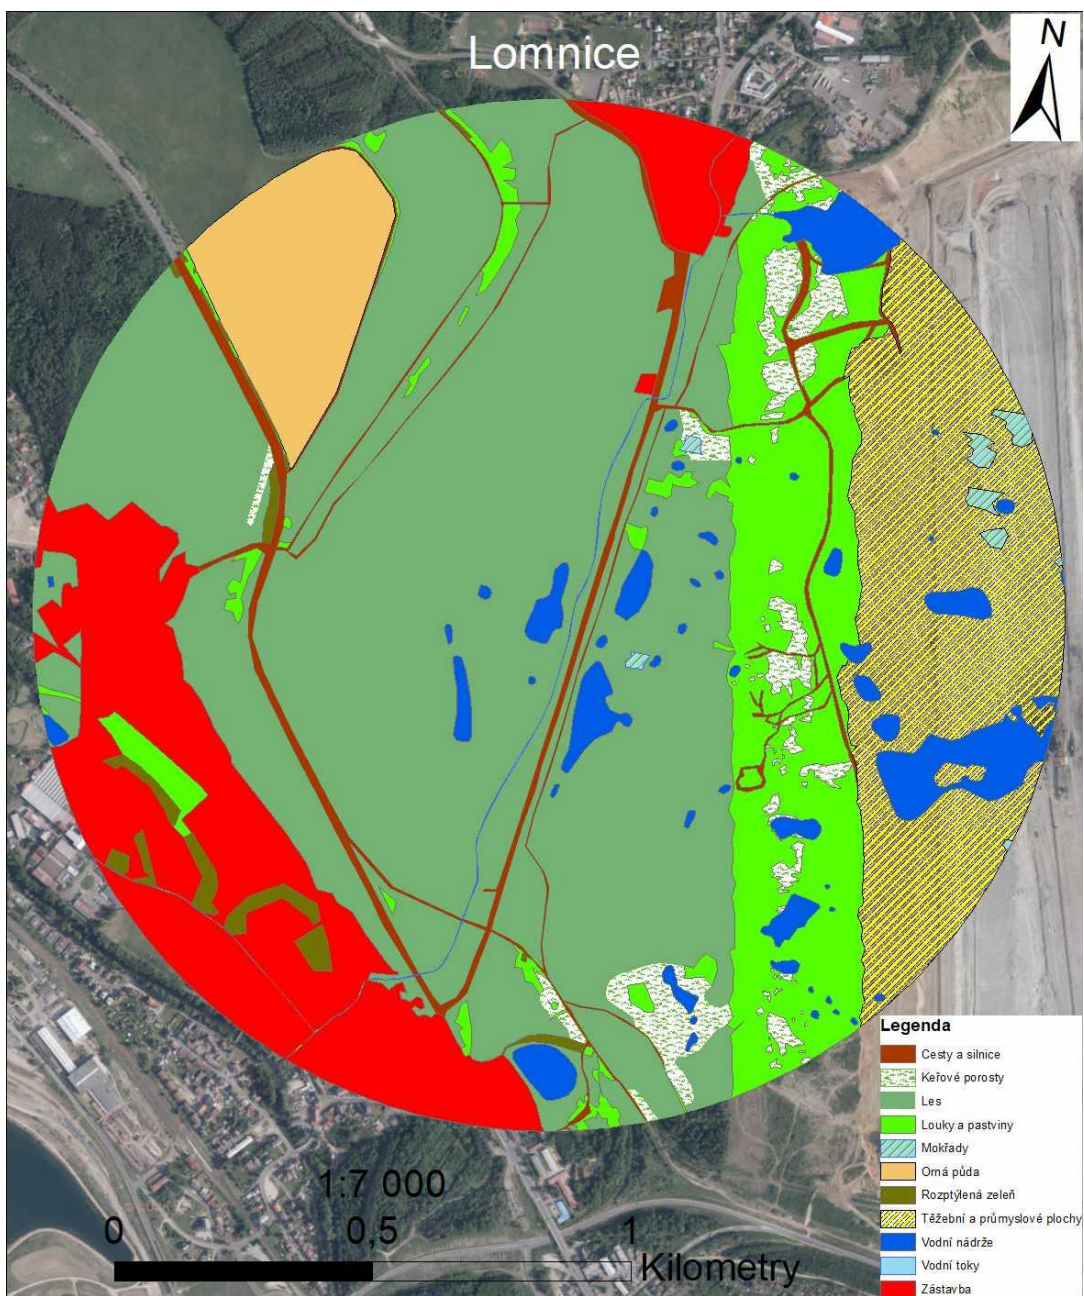 Lomnice
N
Legenda
Cesty a silnice
Keřové porosty
Les
Louky a pastviny
Mokřady
Orná půda
Rozptýlená zeleň
Těžební a průmyslové plochy
Vodní nádrže
Vodní toky
Zástavba
1:7 000
0 0,5 1
Kilometry